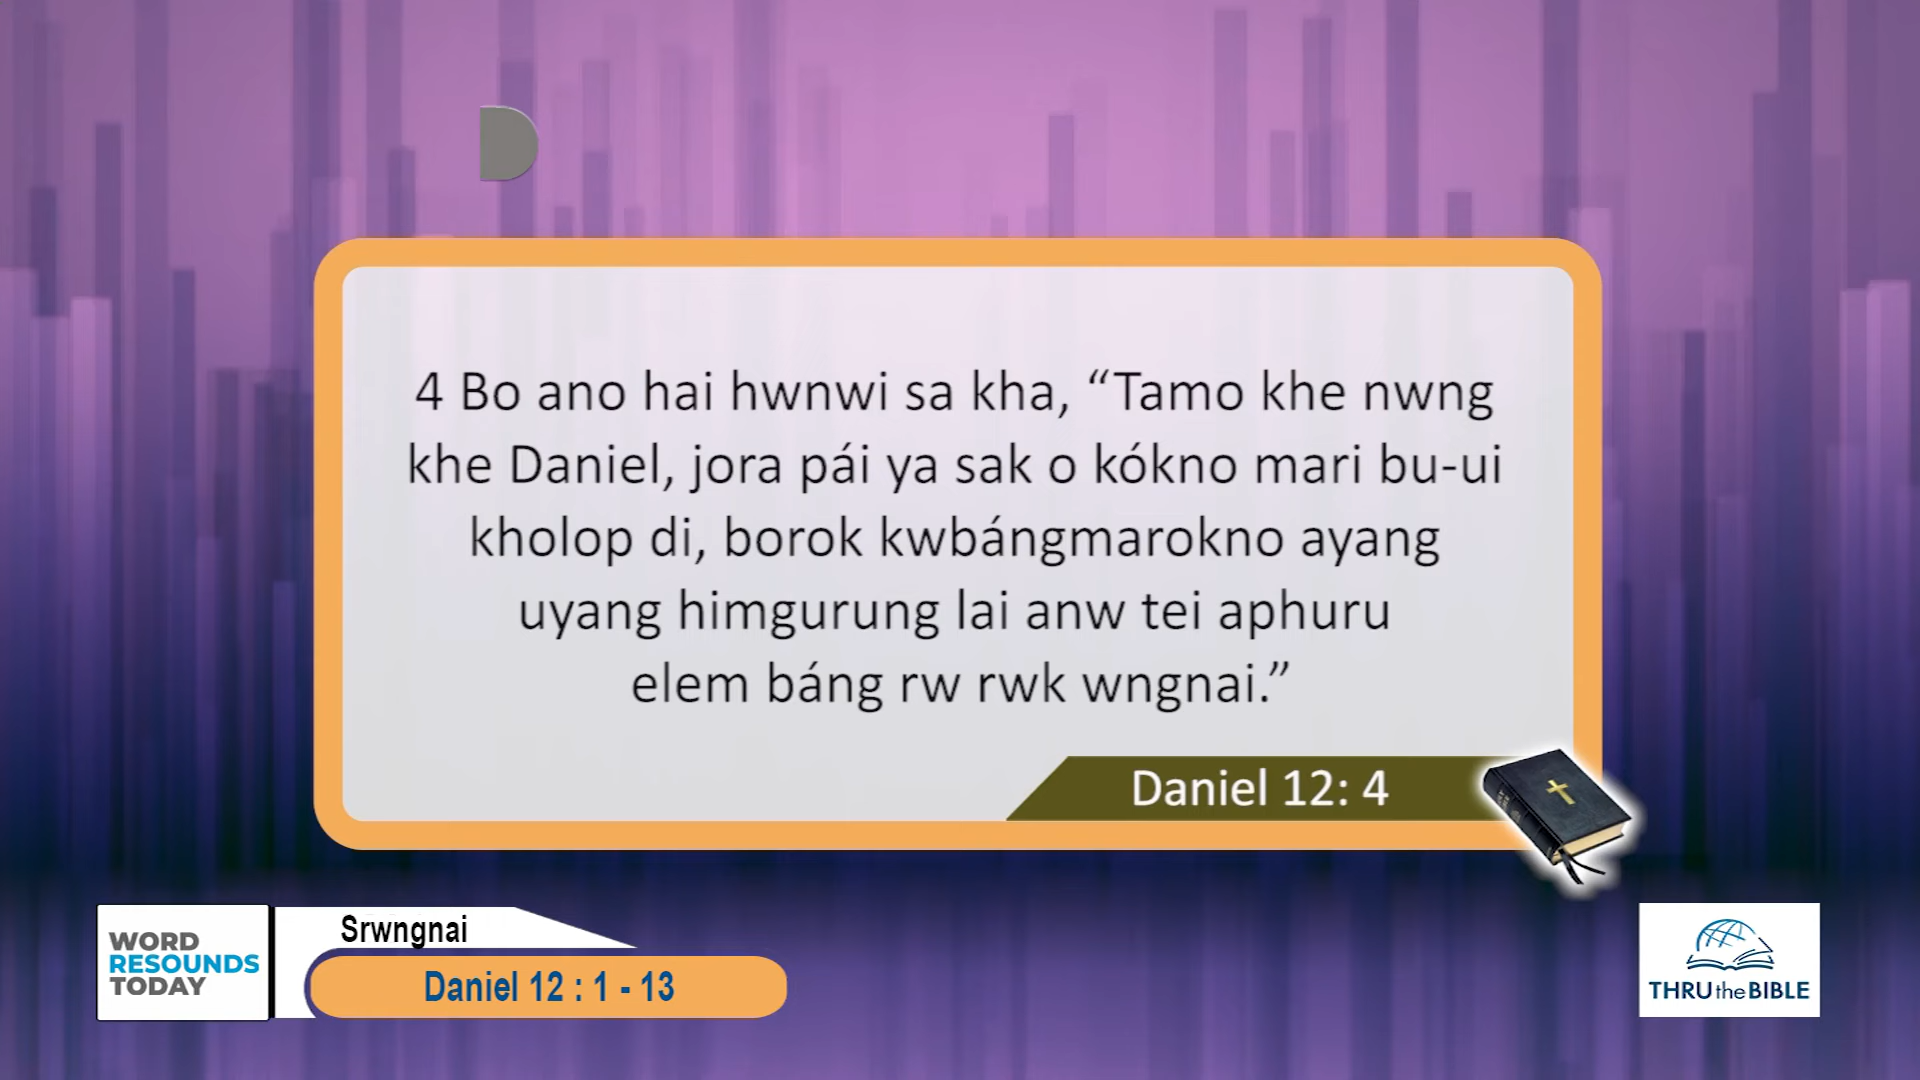 4 Bo ano hai hwnwi sa kha, “Tamo khe nwng
khe Daniel, jora pái ya sak o kókno mari bu-ui
kholop di, borok kwbángmarokno ayang
uyang himgurung lai anw tei aphuru
elem báng rw rwk wngnai.”
Daniel 12: 4
WORD
RESOUNDS
TODAY
Srwngnai
Daniel 12 : 1 - 13
THRU the BIBLE